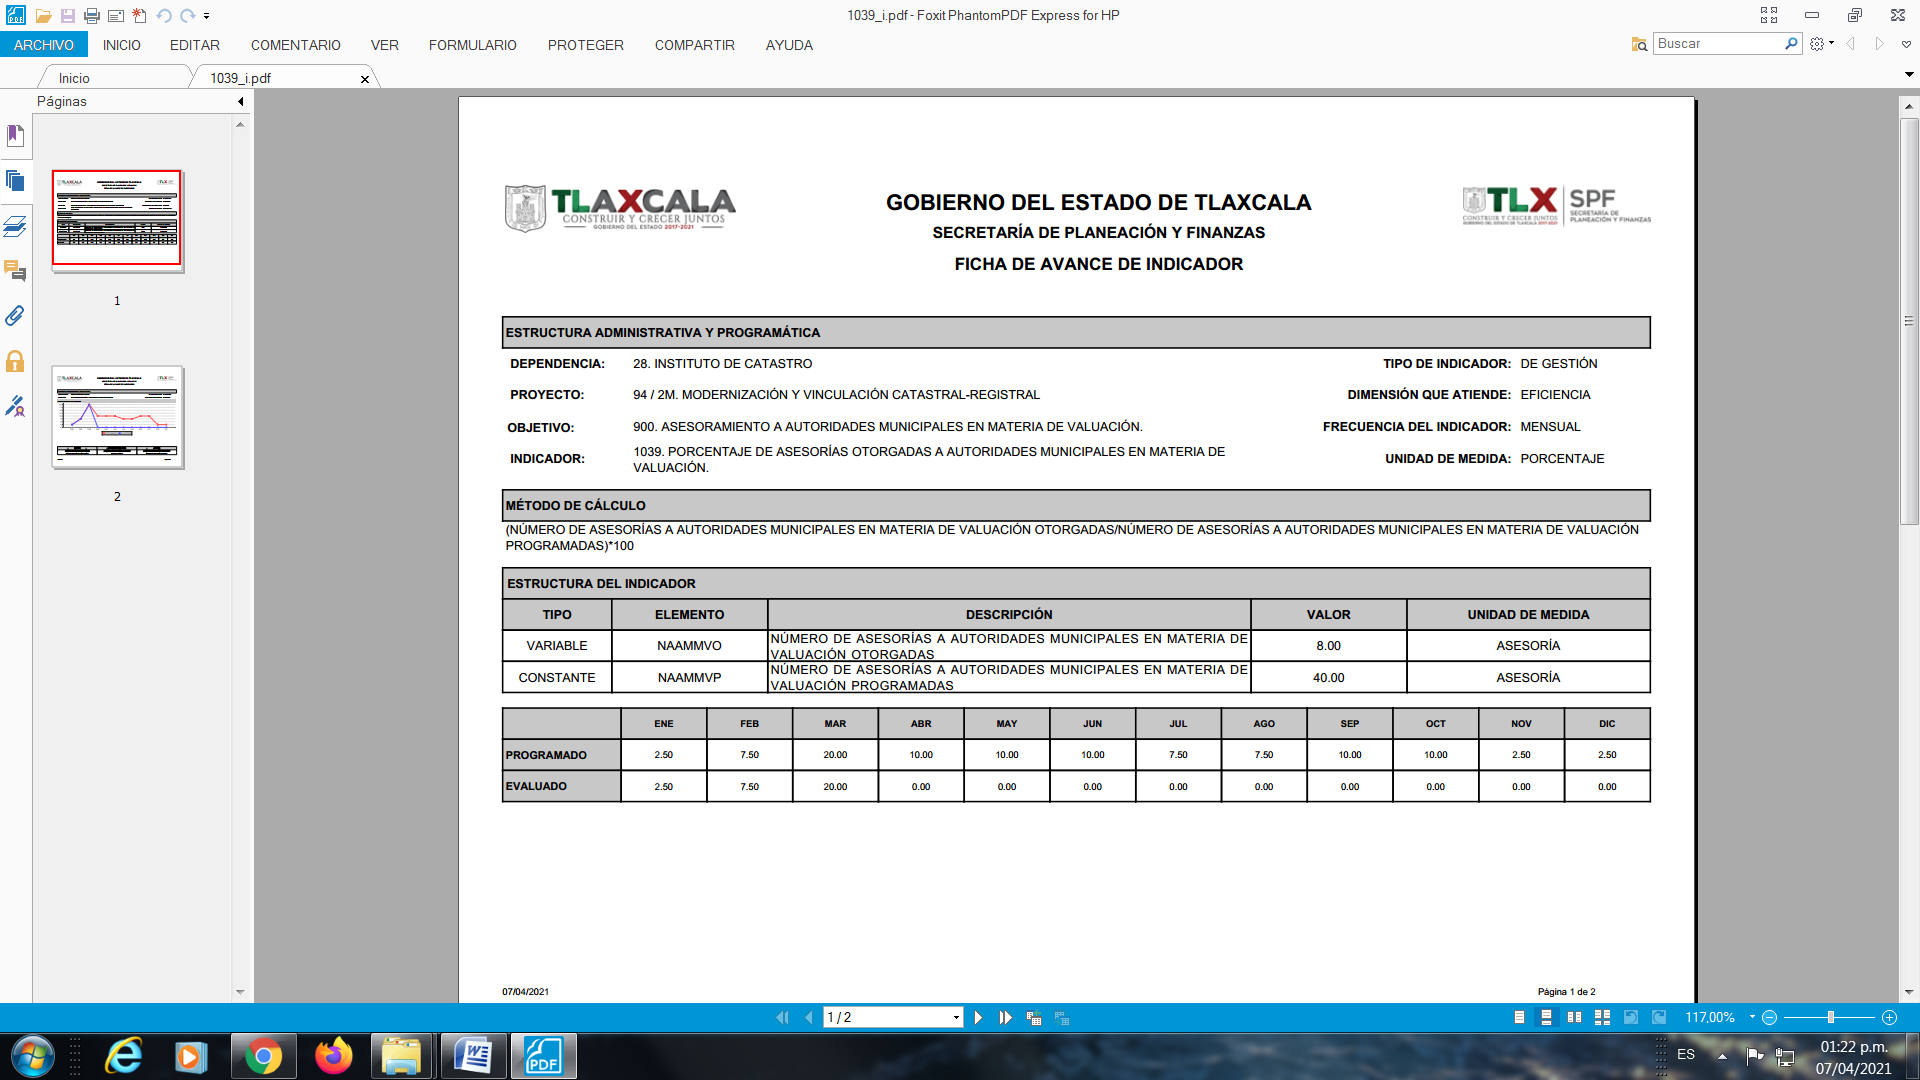 1039_i.pdf - Foxit PhantomPDF Express for HP
ARCHIVO INICIO EDITAR COMENTARIO VER FORMULARIO PROTEGER COMPARTIR AYUDA
Buscar
Inicio 1039_i.pdf
Páginas
1
2
TLAXCALA
CONSTRUIR Y CRECER JUNTOS
GOBIERNO DEL ESTADO 2017-2021
GOBIERNO DEL ESTADO DE TLAXCALA
SECRETARÍA DE PLANEACIÓN Y FINANZAS
FICHA DE AVANCE DE INDICADOR
TLX
CONSTRUIR Y CRECER JUNTOS
SPF
SECRETARÍA DE
PLANEACIÓN Y FINANZAS
ESTRUCTURA ADMINISTRATIVA Y PROGRAMÁTICA
DEPENDENCIA: 28. INSTITUTO DE CATASTRO TIPO DE INDICADOR: DE GESTIÓN
PROYECTO: 94 / 2M. MODERNIZACIÓN Y VINCULACIÓN CATASTRAL-REGISTRAL DIMENSIÓN QUE ATIENDE: EFICIENCIA
OBJETIVO: 900. ASESORAMIENTO A AUTORIDADES MUNICIPALES EN MATERIA DE VALUACIÓN. FRECUENCIA DEL INDICADOR: MENSUAL
INDICADOR: 1039. PORCENTAJE DE ASESORÍAS OTORGADAS A AUTORIDADES MUNICIPALES EN MATERIA DE
VALUACIÓN. UNIDAD DE MEDIDA: PORCENTAJE
MÉTODO DE CÁLCULO
(NÚMERO DE ASESORÍAS A AUTORIDADES MUNICIPALES EN MATERIA DE VALUACIÓN OTORGADAS/NÚMERO DE ASESORÍAS A AUTORIDADES MUNICIPALES EN MATERIA DE VALUACIÓN
PROGRAMADAS)*100
ESTRUCTURA DEL INDICADOR
TIPO ELEMENTO DESCRIPCIÓN VALOR UNIDAD DE MEDIDA
VARIABLE NAAMMVO NÚMERO DE ASESORÍAS A AUTORIDADES MUNICIPALES EN MATERIA DE
VALUACIÓN OTORGADAS 8.00 ASESORÍA
CONSTANTE NAAMMVP NÚMERO DE ASESORÍAS A AUTORIDADES MUNICIPALES EN MATERIA DE
VALUACIÓN PROGRAMADAS 40.00 ASESORÍA
ENE FEB MAR ABR MAY JUN JUL AGO SEP OCT NOV DIC
PROGRAMADO 2.50 7.50 20.00 10.00 10.00 10.00 7.50 7.50 10.00 10.00 2.50 2.50
EVALUADO 2.50 7.50 20.00 0.00 0.00 0.00 0.00 0.00 0.00 0.00 0.00 0.00
07/04/2021 Página 1 de 2
1 / 2
117,00%
ES
01:22 p.m.
07/04/2021